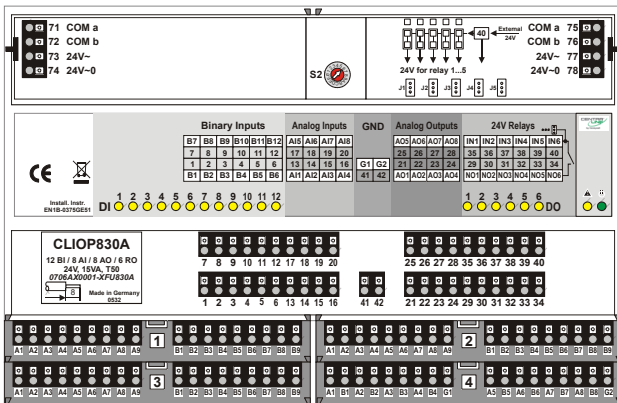 71 COM a
72 COM b
73 24V~
74 24V~0
S2
40
External
24V
24V for relay 1...5
J1 J2 J3 J4 J5
COM a 75
COM b 76
24V~ 77
24V~0 78
Binary Inputs
B7 B8 B9 B10 B11 B12
7 8 9 10 11 12
1 2 3 4 5 6
B1 B2 B3 B4 B5 B6
Analog Inputs
AI5 AI6 AI7 AI8
17 18 19 20
13 14 15 16
AI1 AI2 AI3 AI4
GND
G1 G2
41 42
Analog Outputs
AO5 AO6 AO7 AO8
25 26 27 28
21 22 23 24
AO1 AO2 AO3 AO4
24V Relays
IN1 IN2 IN3 IN4 IN5 IN6
35 36 37 38 39 40
29 30 31 32 33 34
NO1 NO2 NO3 NO4 NO5 NO6
CE
Install. Instr.
EN1B-0375GE51
DI 1 2 3 4 5 6 7 8 9 10 11 12
1 2 3 4 5 6 DO
CLIOP830A
12 BI / 8 AI / 8 AO / 6 RO
24V, 15VA, T50
0706AX0001-XFU830A
8
Made in Germany
0532
7 8 9 10 11 12 17 18 19 20
25 26 27 28 35 36 37 38 39 40
1 2 3 4 5 6 13 14 15 16
41 42
21 22 23 24 29 30 31 32 33 34
A1 A2 A3 A4 A5 A6 A7 A8 A9
1
B1 B2 B3 B4 B5 B6 B7 B8 B9
A1 A2 A3 A4 A5 A6 A7 A8 A9
2
B1 B2 B3 B4 B5 B6 B7 B8 B9
A1 A2 A3 A4 A5 A6 A7 A8 A9
3
B1 B2 B3 B4 B5 B6 B7 B8 B9
A1 B1 A2 B2 A3 B3 A4 B4 G1
4
A5 B5 A6 B6 A7 B7 A8 B8 G2